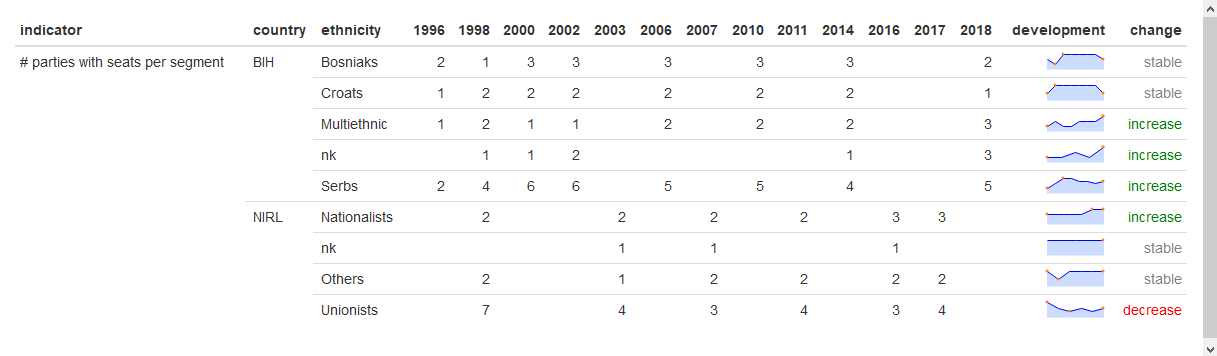 indicator country ethnicity 1996 1998 2000 2002 2003 2006 2007 2010 2011 2014 2016 2017 2018 development change
# parties with seats per segment BIH Bosniaks 2 1 3 3 3 3 3 2 stable
Croats 1 2 2 2 2 2 2 1 stable
Multiethnic 1 2 1 1 2 2 2 3 increase
nk 1 1 2 1 3 increase
Serbs 2 4 6 6 5 5 4 5 increase
NIRL Nationalists 2 2 2 2 3 3 increase
nk 1 1 1 stable
Others 2 1 2 2 2 2 stable
Unionists 7 4 3 4 3 4 decrease